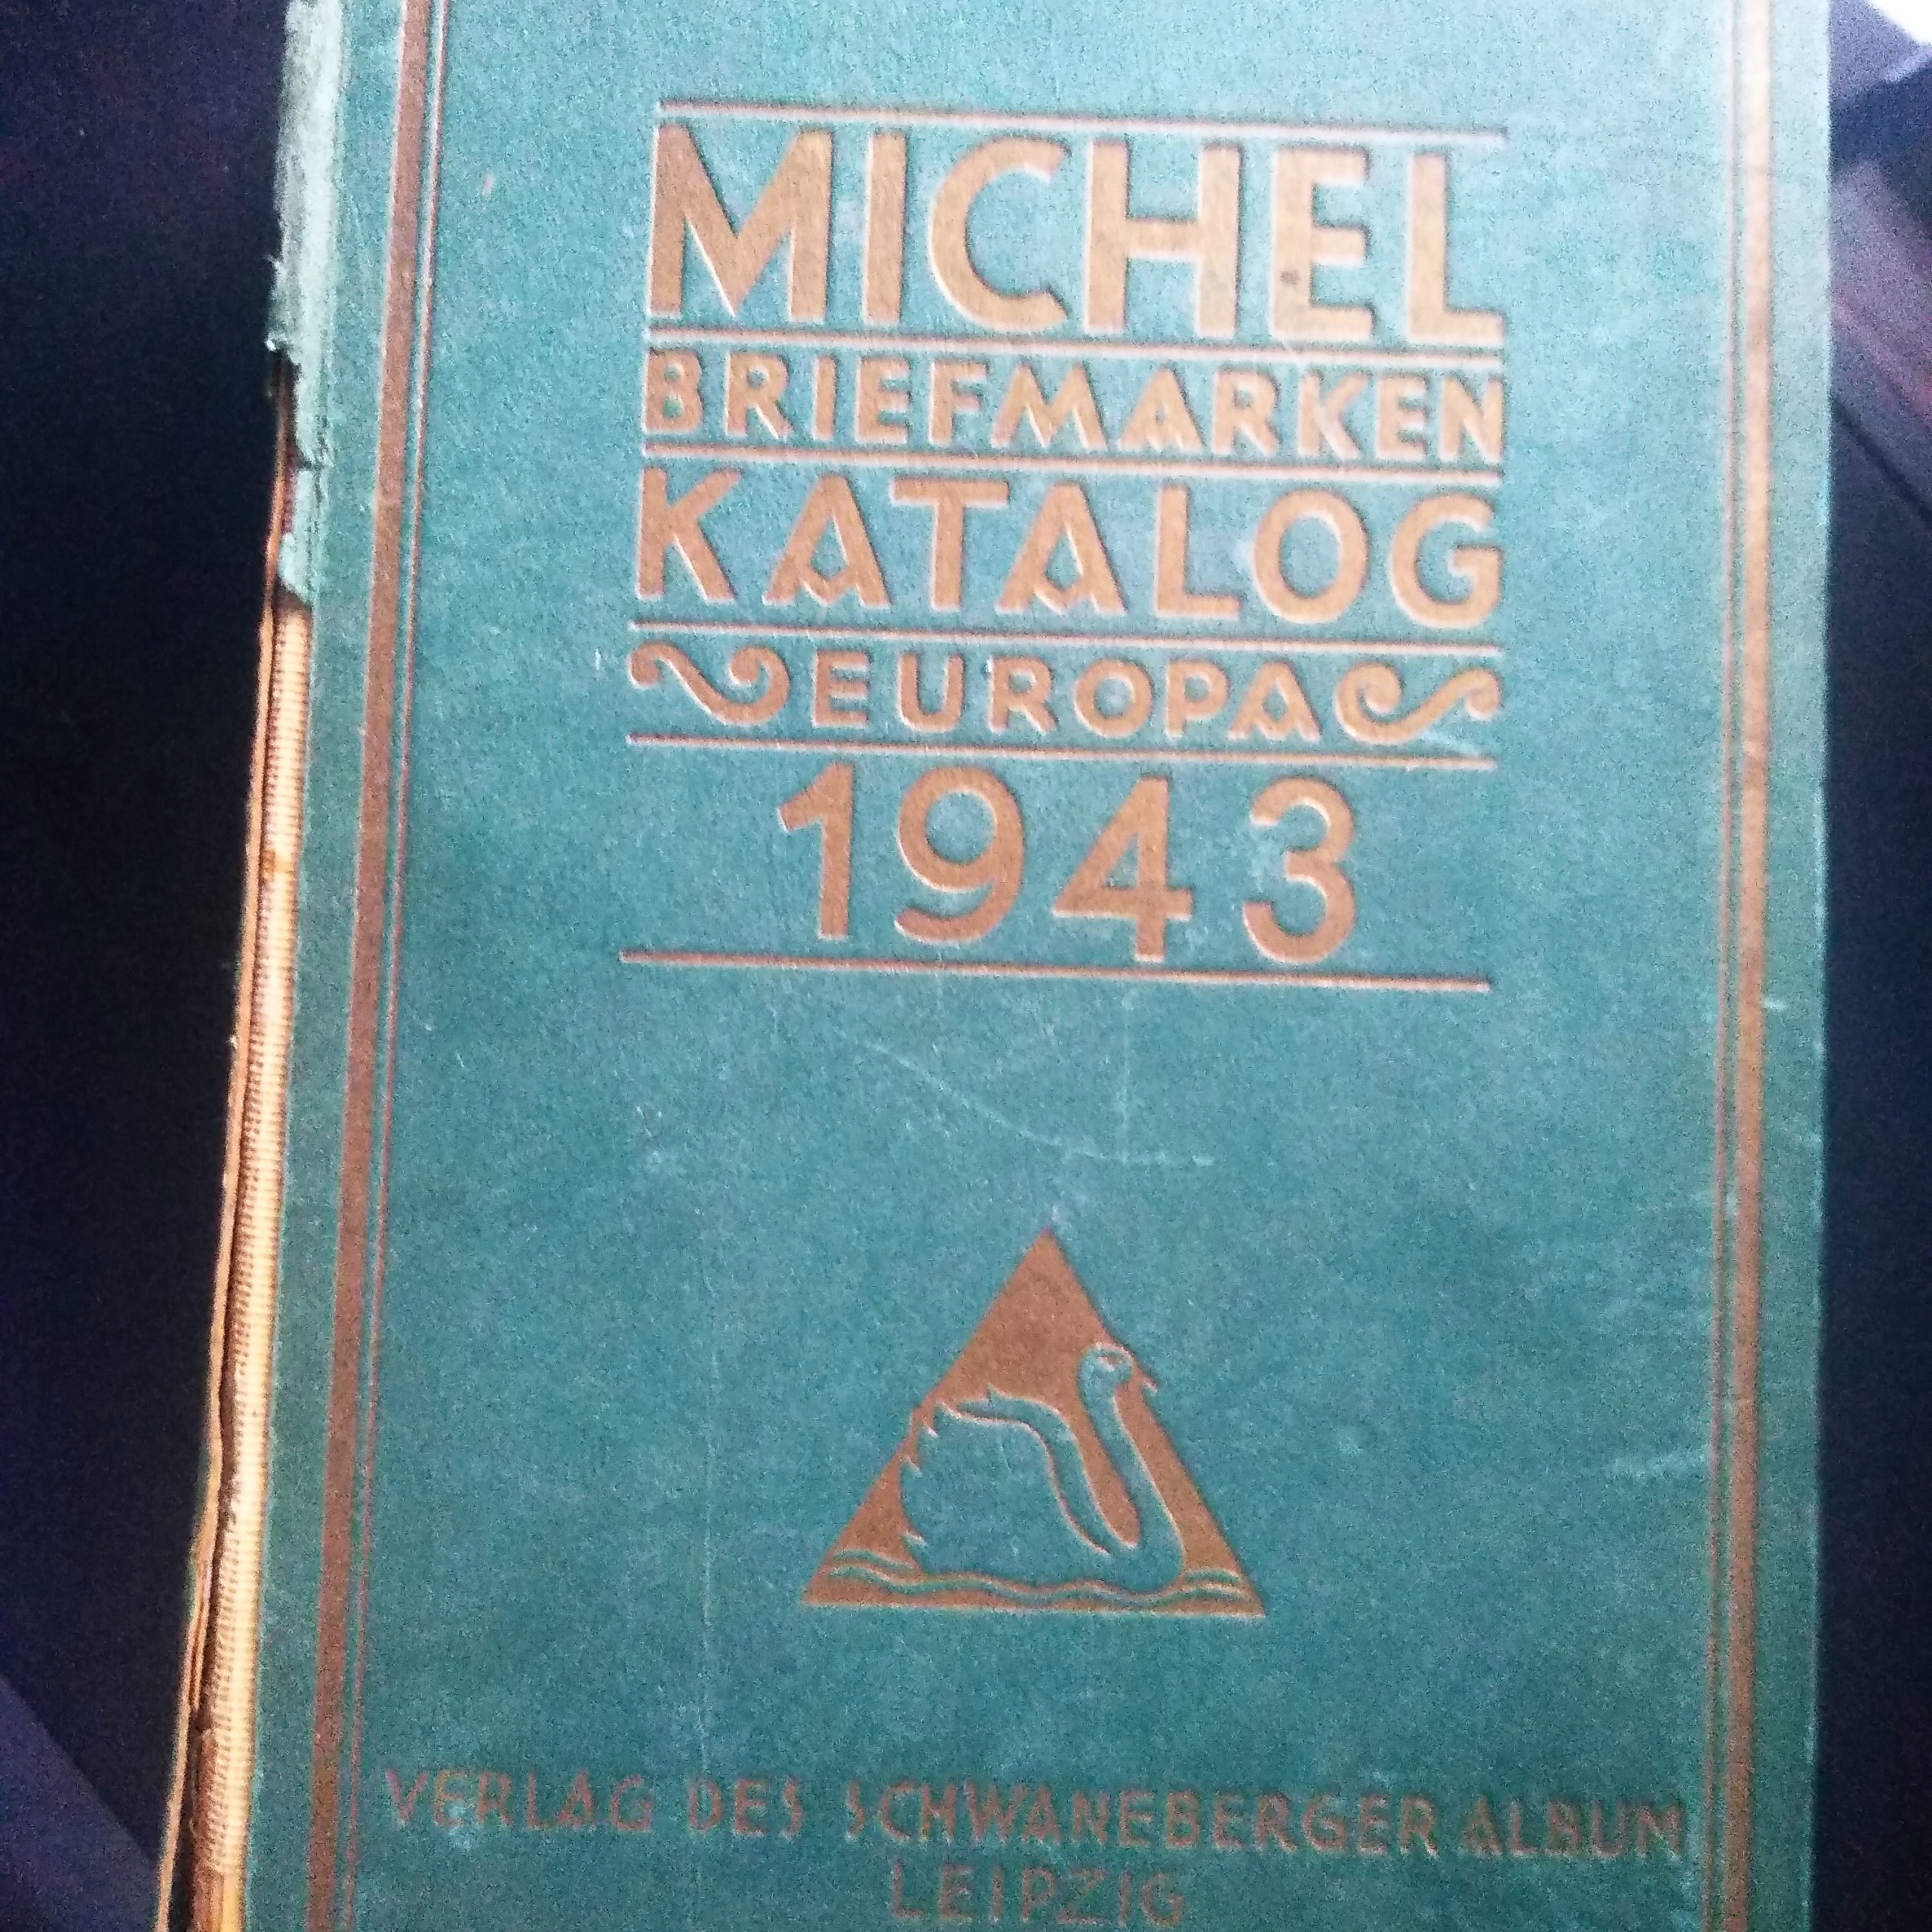 MICHEL
BRIEFMARKEN
KATALOG
EUROPA
1943
VERLAG DES SCHWANEBERGER ALBUM
LEIPZIG